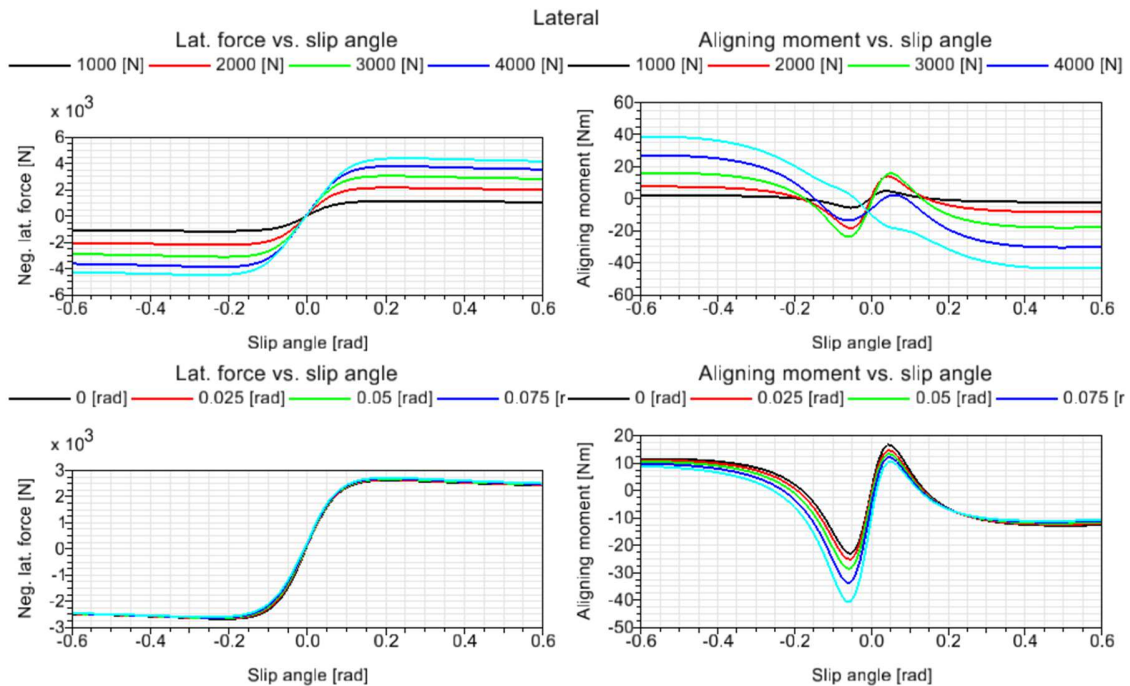 Lateral
Lat. force vs. slip angle
1000 [N] 2000 [N] 3000 [N] 4000 [N]
x 10³
Neg. lat. force [N]
6
4
2
0
-2
-4
-6
-0.6 -0.4 -0.2 0.0 0.2 0.4 0.6
Slip angle [rad]
Aligning moment vs. slip angle
1000 [N] 2000 [N] 3000 [N] 4000 [N]
Aligning moment [Nm]
60
40
20
0
-20
-40
-60
-0.6 -0.4 -0.2 0.0 0.2 0.4 0.6
Slip angle [rad]
Lat. force vs. slip angle
0 [rad] 0.025 [rad] 0.05 [rad] 0.075 [r
x 10³
Neg. lat. force [N]
3
2
1
0
-1
-2
-3
-0.6 -0.4 -0.2 0.0 0.2 0.4 0.6
Slip angle [rad]
Aligning moment vs. slip angle
0 [rad] 0.025 [rad] 0.05 [rad] 0.075 [r
Aligning moment [Nm]
20
10
0
-10
-20
-30
-40
-50
-0.6 -0.4 -0.2 0.0 0.2 0.4 0.6
Slip angle [rad]